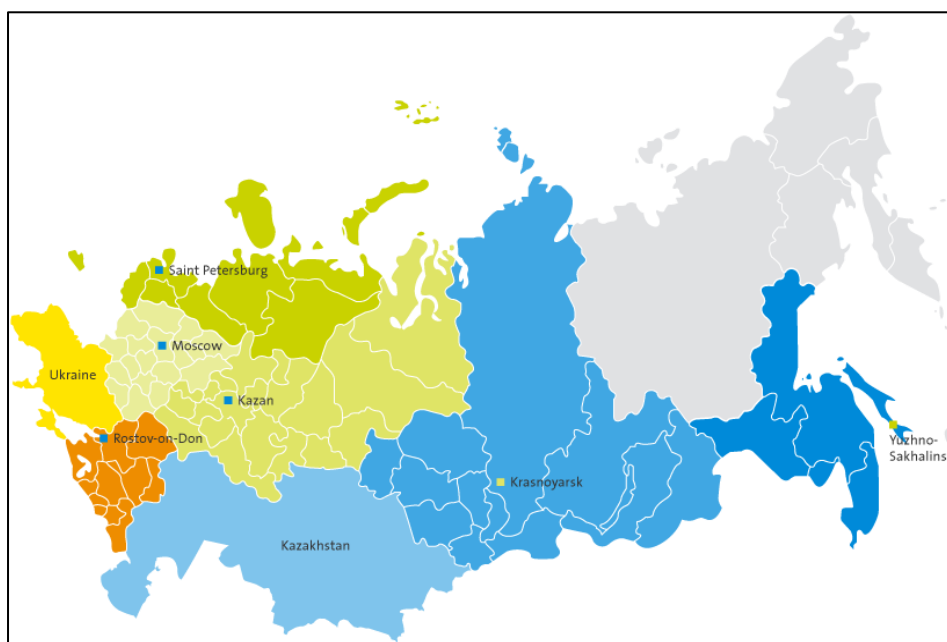 Saint Petersburg
Moscow
Ukraine
Kazan
Rostov-on-Don
Yuzhno-
Sakhalins
Krasnoyarsk
Kazakhstan